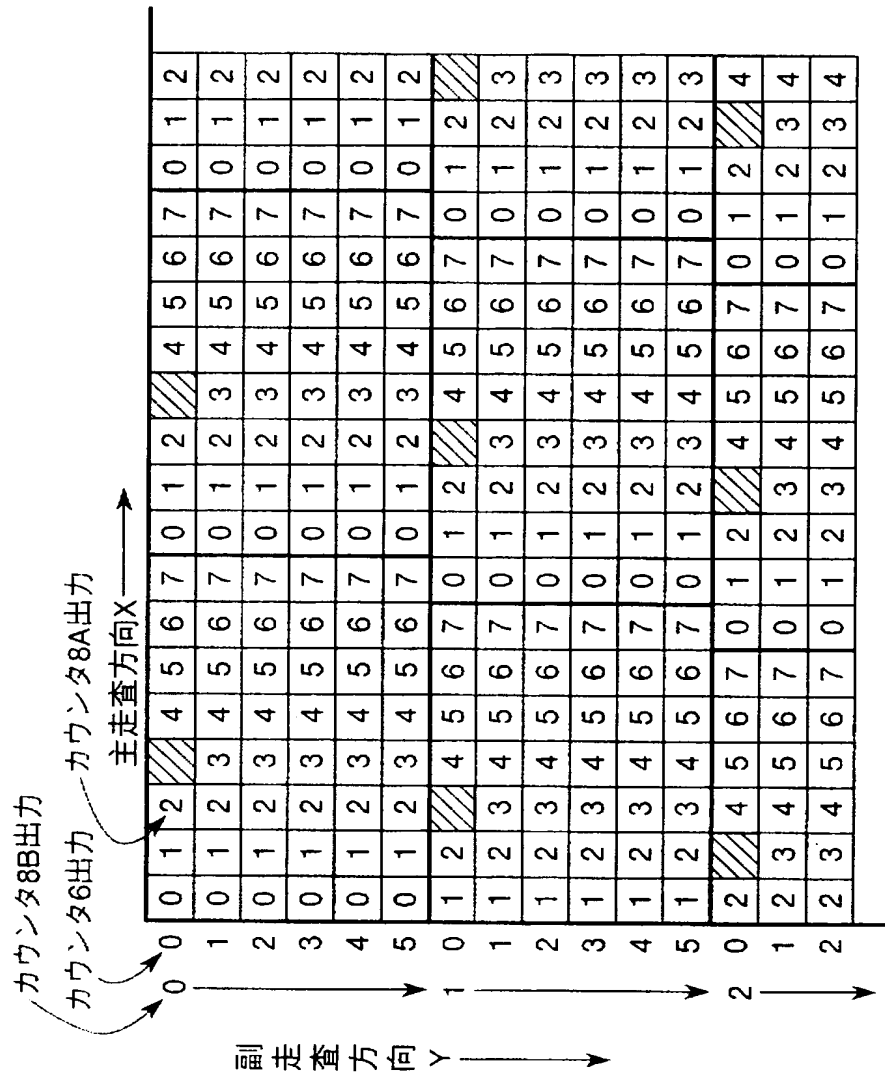 カウンタ8B出力
カウンタ6出力
カウンタ8A出力
主走査方向X
副走査方向Y
0 0 0 1 2 4 5 6 7 0 1 2 4 5 6 7 0 1 2
1 0 1 2 3 4 5 6 7 0 1 2 3 4 5 6 7 0 1 2
2 0 1 2 3 4 5 6 7 0 1 2 3 4 5 6 7 0 1 2
3 0 1 2 3 4 5 6 7 0 1 2 3 4 5 6 7 0 1 2
4 0 1 2 3 4 5 6 7 0 1 2 3 4 5 6 7 0 1 2
5 0 1 2 3 4 5 6 7 0 1 2 3 4 5 6 7 0 1 2
1 0 1 2 4 5 6 7 0 1 2 4 5 6 7 0 1 2
1 1 2 3 4 5 6 7 0 1 2 3 4 5 6 7 0 1 2 3
2 1 2 3 4 5 6 7 0 1 2 3 4 5 6 7 0 1 2 3
3 1 2 3 4 5 6 7 0 1 2 3 4 5 6 7 0 1 2 3
4 1 2 3 4 5 6 7 0 1 2 3 4 5 6 7 0 1 2 3
5 1 2 3 4 5 6 7 0 1 2 3 4 5 6 7 0 1 2 3
2 0 2 4 5 6 7 0 1 2 4 5 6 7 0 1 2 4
1 2 3 4 5 6 7 0 1 2 3 4 5 6 7 0 1 2 3 4
2 2 3 4 5 6 7 0 1 2 3 4 5 6 7 0 1 2 3 4